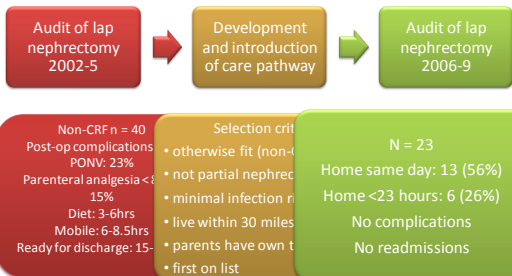 Audit of lap
nephrectomy
2002-5
Development
and introduction
of care pathway
Audit of lap
nephrectomy
2006-9
Non-CRF n = 40
Post-op complications
PONV: 23%
Parenteral analgesia <
15%
Diet: 3-6hrs
Mobile: 6-8.5hrs
Ready for discharge: 15-
Selection crit
• otherwise fit (non-
• not partial nephrec
• minimal infection ri
• live within 30 miles
• parents have own t
• first on list
N = 23
Home same day: 13 (56%)
Home <23 hours: 6 (26%)
No complications
No readmissions